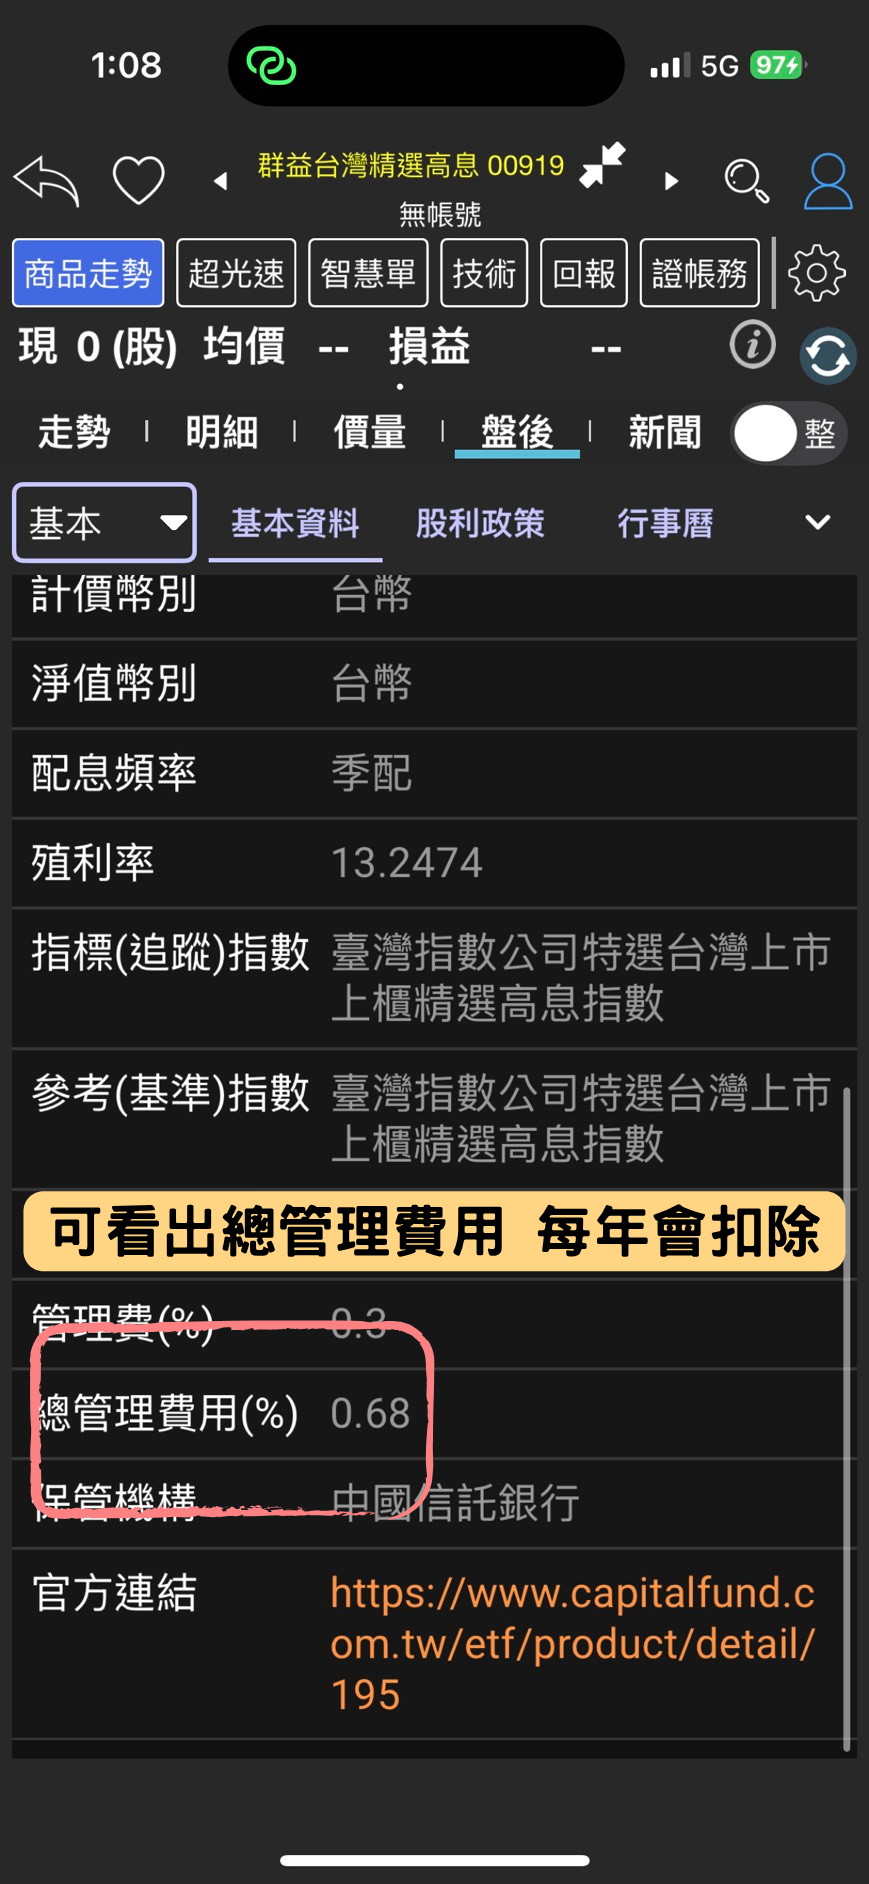 1:08
5G 97
群益台灣精選高息 00919
無帳號
商品走勢 超光速 智慧單 技術 回報 證帳務
現 0 (股) 均價 -- 損益 --
走勢 明細 價量 盤後 新聞 整
基本 基本資料 股利政策 行事曆
計價幣別 台幣
淨值幣別 台幣
配息頻率 季配
殖利率 13.2474
指標(追蹤)指數 臺灣指數公司特選台灣上市
上櫃精選高息指數
參考(基準)指數 臺灣指數公司特選台灣上市
上櫃精選高息指數
可看出總管理費用 每年會扣除
管理費(%) 0.3
總管理費用(%) 0.68
保管機構 中國信託銀行
官方連結 https://www.capitalfund.c
om.tw/etf/product/detail/
195